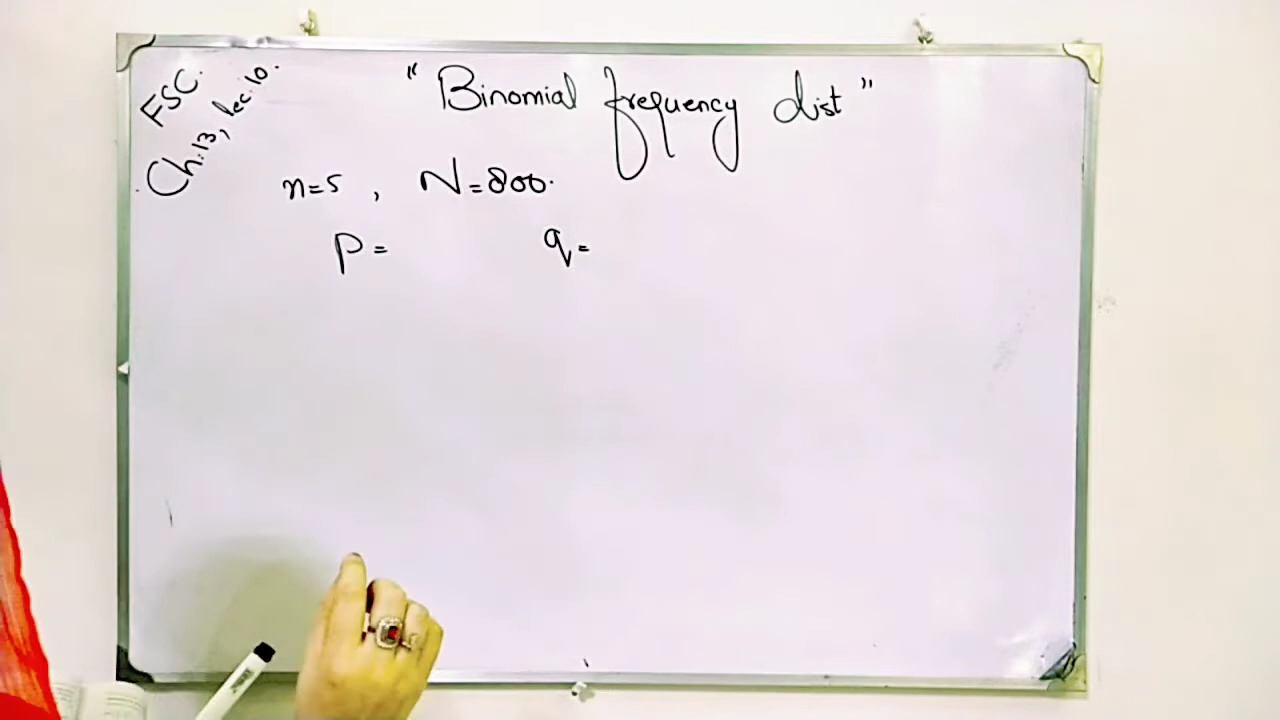 FSC.
Ch.13, lec.10.
"Binomial frequency dist"
n=5 , N=800.
P= q=